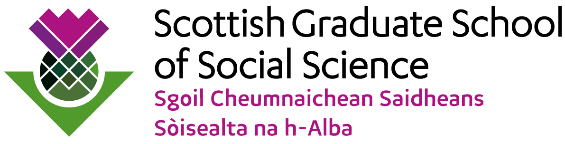 Scottish Graduate School
of Social Science
Sgoil Cheumnaichean Saidheans
Sòisealta na h-Alba